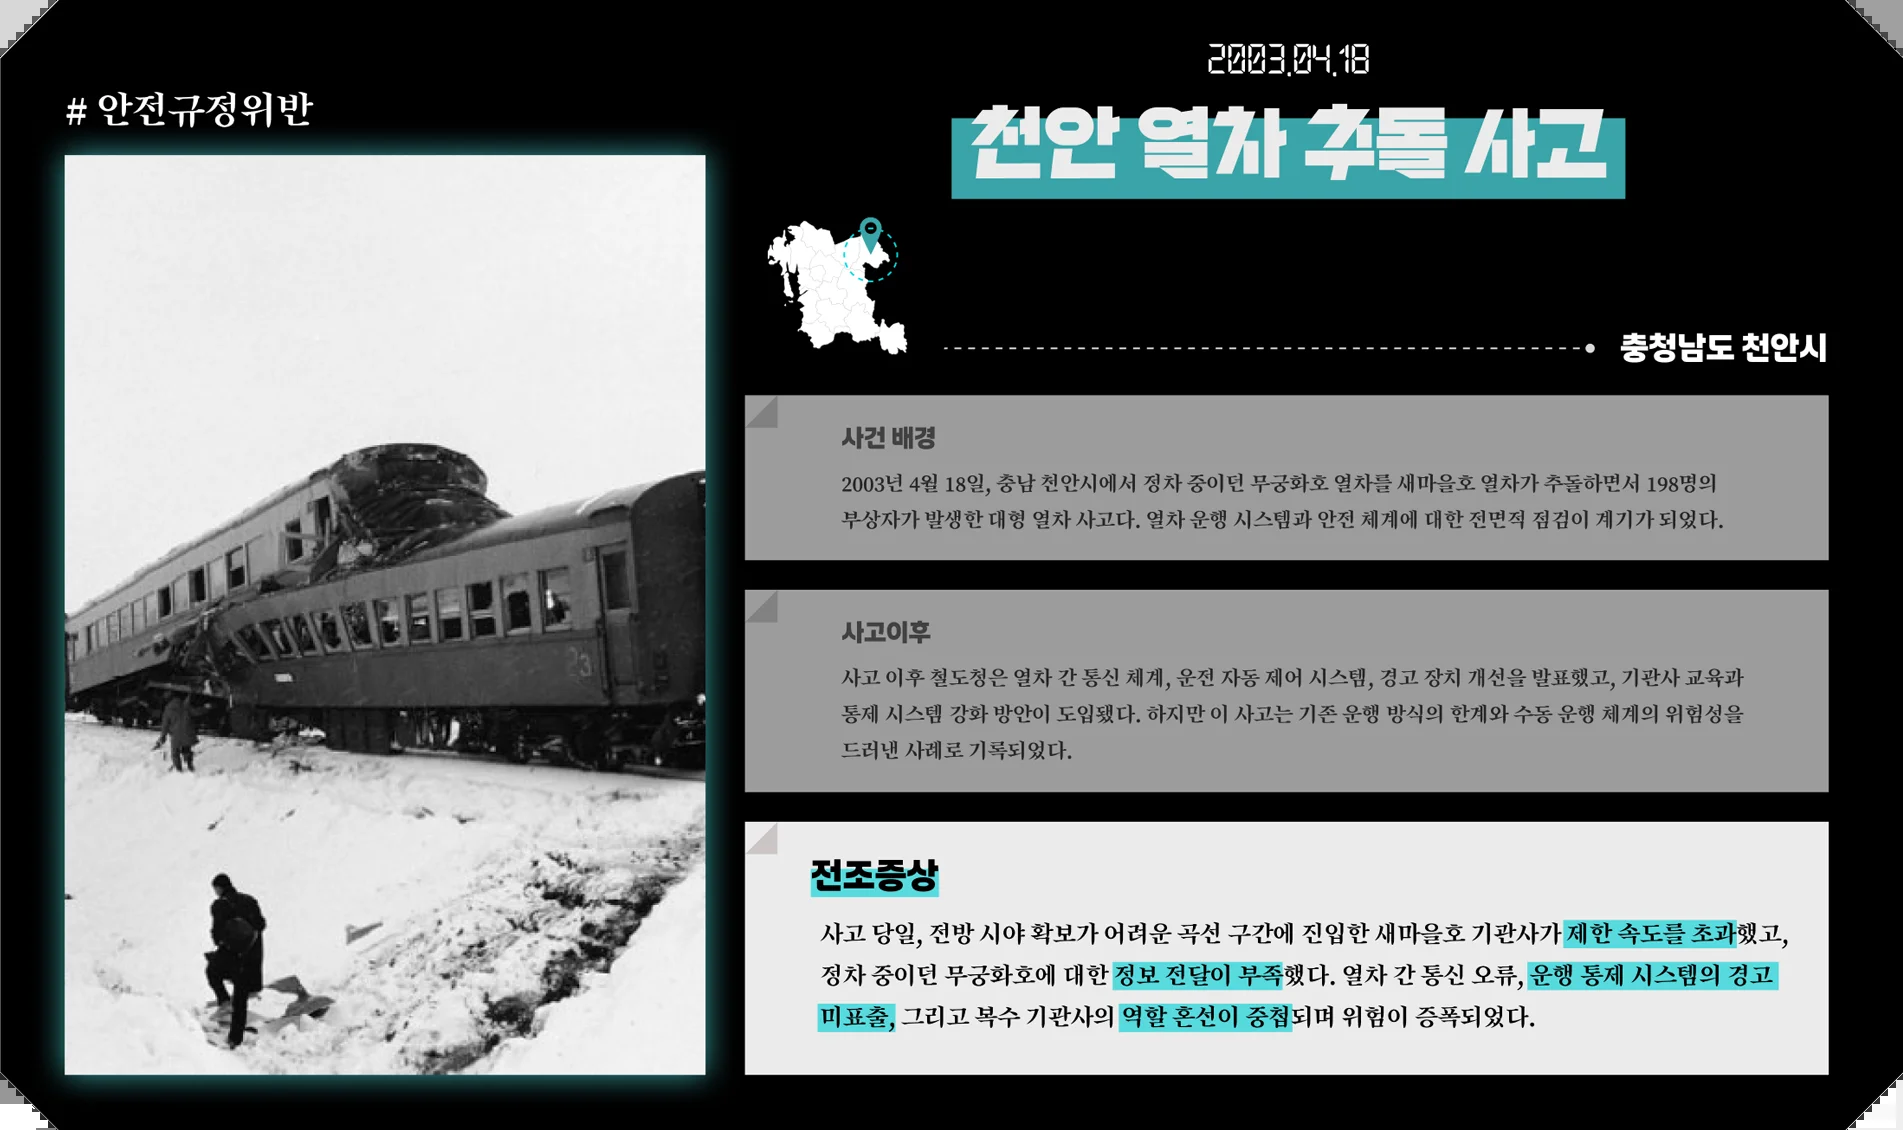 # 안전규정위반
2003.04.18
천안 열차 추돌 사고
충청남도 천안시
사건 배경
2003년 4월 18일, 충남 천안시에서 정차 중이던 무궁화호 열차를 새마을호 열차가 추돌하면서 198명의
부상자가 발생한 대형 열차 사고다. 열차 운행 시스템과 안전 체계에 대한 전면적 점검이 계기가 되었다.
사고이후
사고 이후 철도청은 열차 간 통신 체계, 운전 자동 제어 시스템, 경고 장치 개선을 발표했고, 기관사 교육과
통제 시스템 강화 방안이 도입됐다. 하지만 이 사고는 기존 운행 방식의 한계와 수동 운행 체계의 위험성을
드러낸 사례로 기록되었다.
전조증상
사고 당일, 전방 시야 확보가 어려운 곡선 구간에 진입한 새마을호 기관사가 제한 속도를 초과했고,
정차 중이던 무궁화호에 대한 정보 전달이 부족했다. 열차 간 통신 오류, 운행 통제 시스템의 경고
미표출, 그리고 복수 기관사의 역할 혼선이 중첩되며 위험이 증폭되었다.
23